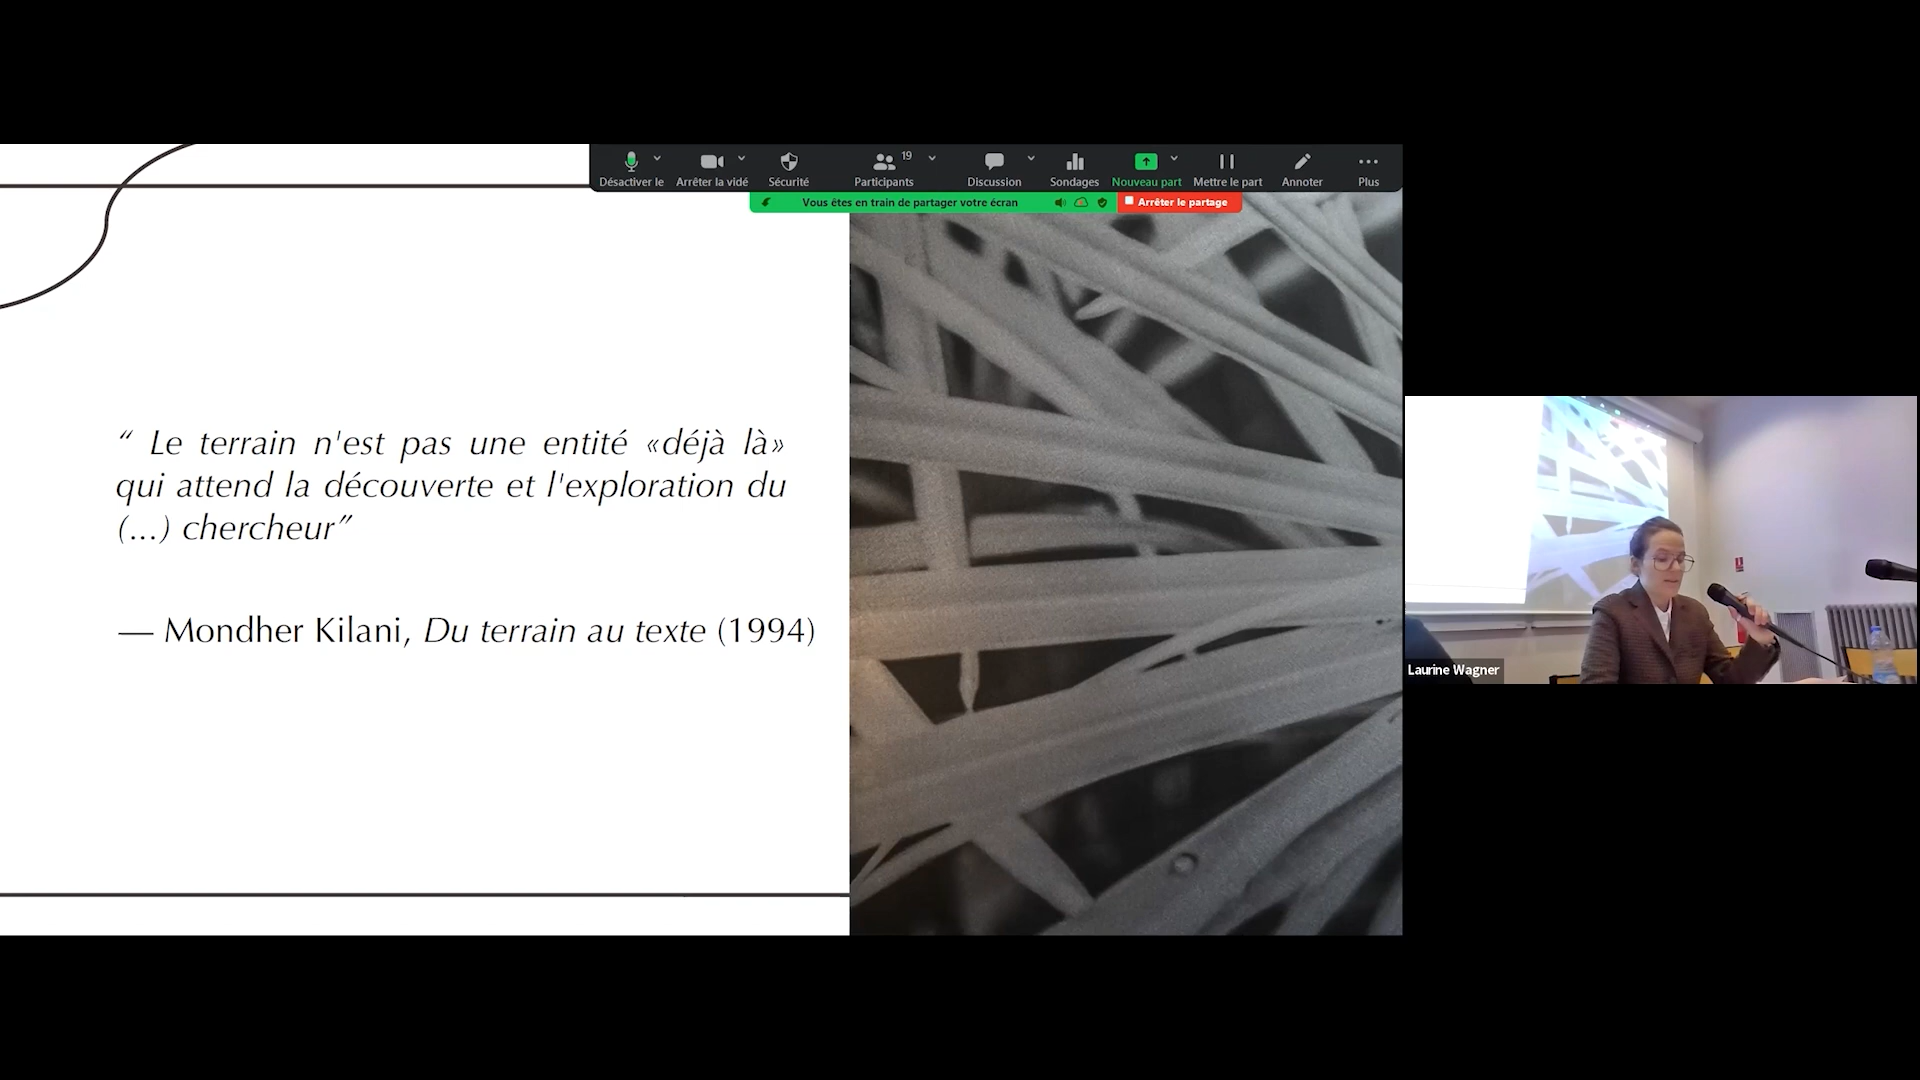 19
Désactiver le
Arrêter la vidé
Sécurité
Participants
Discussion
Sondages
Nouveau part
Mettre le part
Annoter
Plus
Vous êtes en train de partager votre écran
Arrêter le partage
“ Le terrain n'est pas une entité «déjà là»
qui attend la découverte et l'exploration du
(...) chercheur”
— Mondher Kilani, Du terrain au texte (1994)
Laurine Wagner